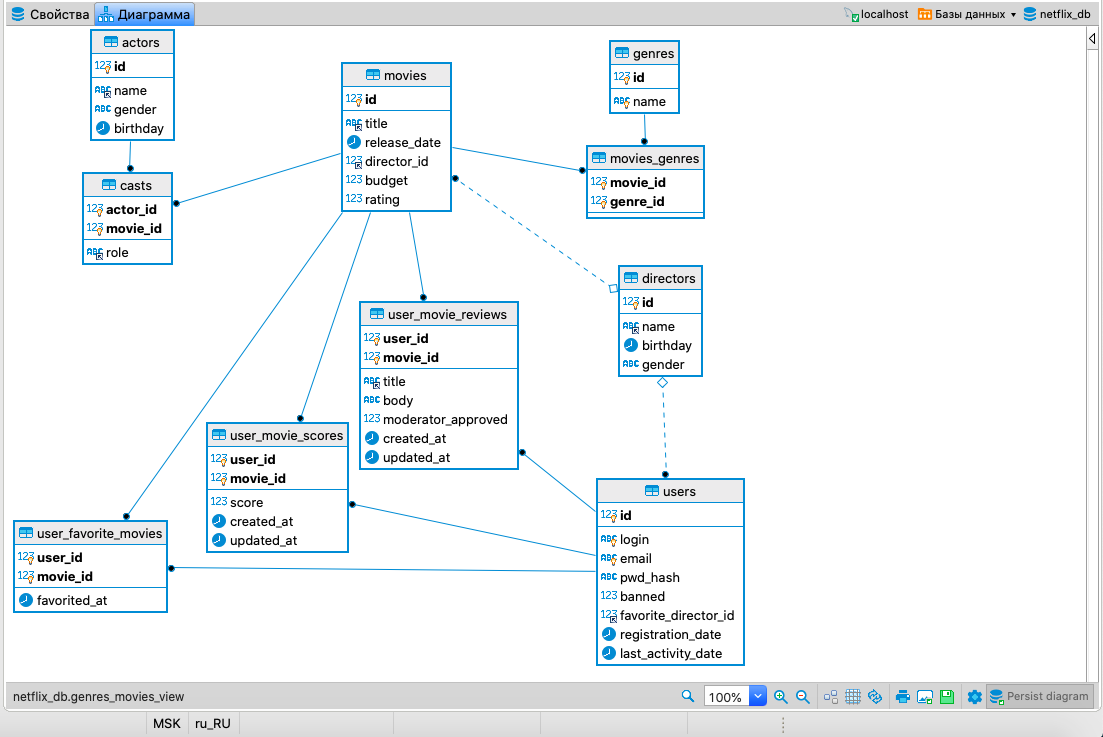 Свойства
Диаграмма
localhost
Базы данных
netflix_db
actors
123 id
ABC name
ABC gender
birthday
movies
123 id
ABC title
release_date
123 director_id
123 budget
123 rating
genres
123 id
ABC name
movies_genres
123 movie_id
123 genre_id
casts
123 actor_id
123 movie_id
ABC role
directors
123 id
ABC name
birthday
ABC gender
user_movie_reviews
123 user_id
123 movie_id
ABC title
ABC body
123 moderator_approved
created_at
updated_at
user_movie_scores
123 user_id
123 movie_id
123 score
created_at
updated_at
users
123 id
ABC login
ABC email
ABC pwd_hash
123 banned
123 favorite_director_id
registration_date
last_activity_date
user_favorite_movies
123 user_id
123 movie_id
favorited_at
netflix_db.genres_movies_view
100%
Persist diagram
MSK
ru_RU